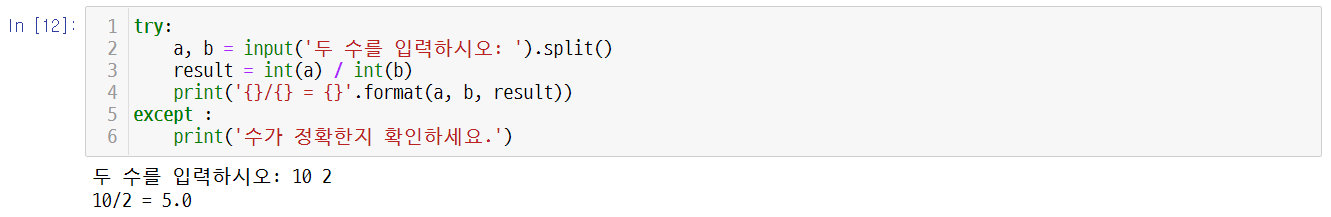 In [12]:
1 try:
2     a, b = input('두 수를 입력하시오: ').split()
3     result = int(a) / int(b)
4     print('{}/{} = {}'.format(a, b, result))
5 except :
6     print('수가 정확한지 확인하세요.')
두 수를 입력하시오: 10 2
10/2 = 5.0